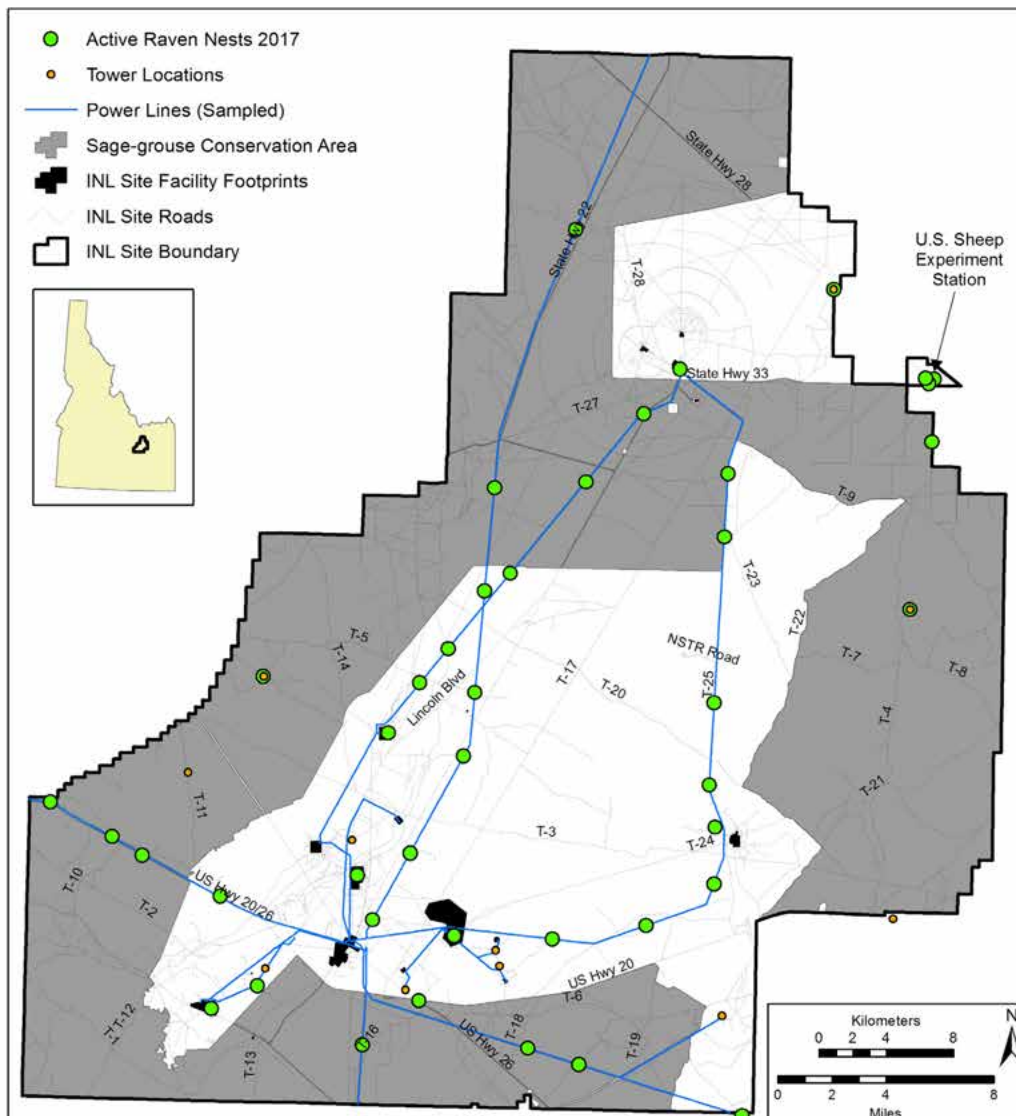 Active Raven Nests 2017
Tower Locations
Power Lines (Sampled)
Sage-grouse Conservation Area
INL Site Facility Footprints
INL Site Roads
INL Site Boundary
State Hwy 28
State Hwy 22
U.S. Sheep
Experiment
Station
T-28
State Hwy 33
T-27
T-9
T-23
T-22
T-5
T-14
NSTR Road
T-7
T-8
T-17
T-20
T-25
Lincoln Blvd
T-4
T-11
T-21
T-3
T-24
T-10
T-2
US Hwy 20/26
US Hwy 20
T-6
T-12
T-1
T-13
T-16
T-18
US Hwy 26
T-19
Kilometers
0 2 4 8
N
0 2 4 8
Miles